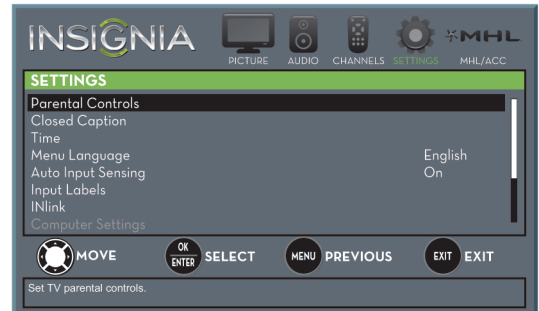 INSIGNIA
PICTURE AUDIO CHANNELS SETTINGS MHL MHL/ACC
SETTINGS
Parental Controls
Closed Caption
Time
Menu Language English
Auto Input Sensing On
Input Labels
INlink
Computer Settings
MOVE OK ENTER SELECT MENU PREVIOUS EXIT EXIT
Set TV parental controls.